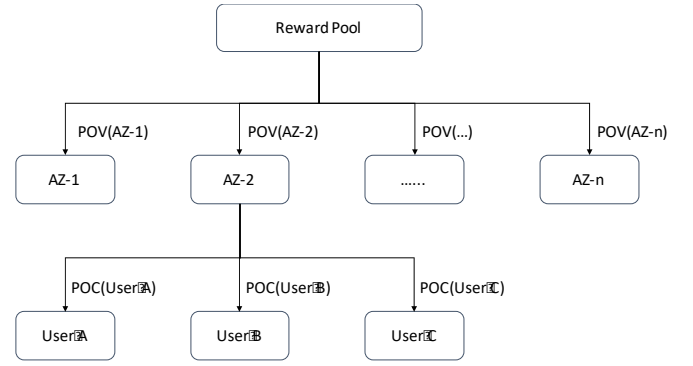 Reward Pool
POV(AZ-1)
POV(AZ-2)
POV(...)
POV(AZ-n)
AZ-1
AZ-2
......
AZ-n
POC(User A)
POC(User B)
POC(User C)
User A
User B
User C